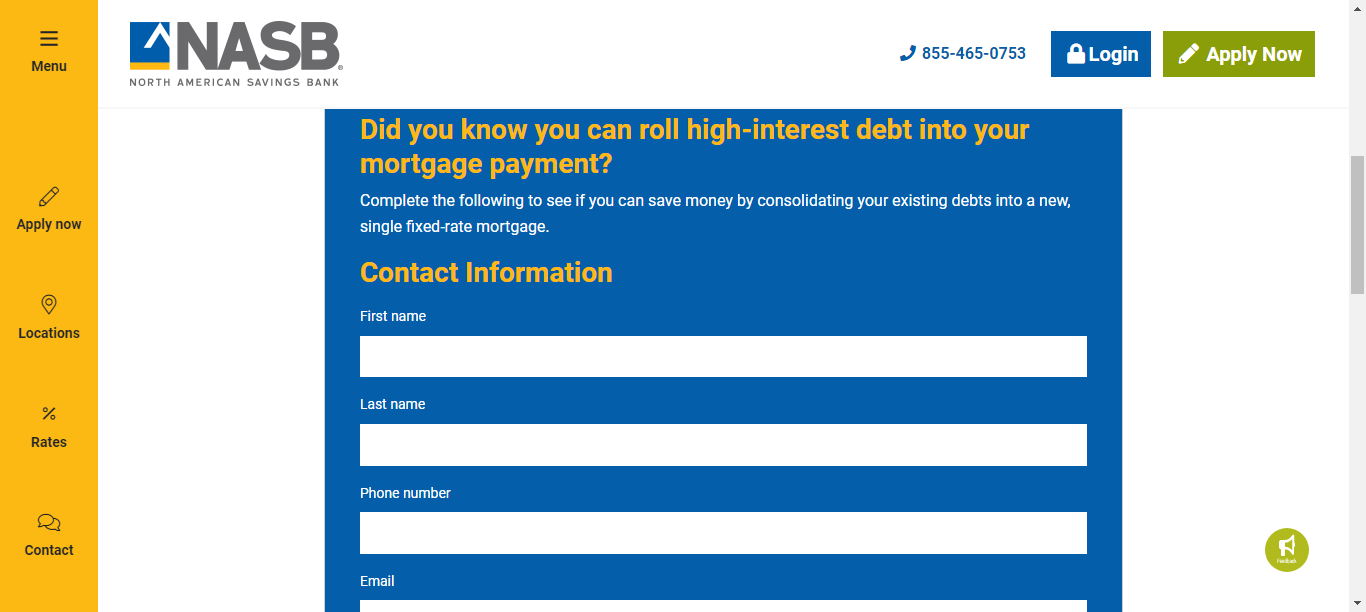 Menu
Apply now
Locations
Rates
Contact
NASB®
NORTH AMERICAN SAVINGS BANK
855-465-0753
Login
Apply Now
Did you know you can roll high-interest debt into your
mortgage payment?
Complete the following to see if you can save money by consolidating your existing debts into a new,
single fixed-rate mortgage.
Contact Information
First name
Last name
Phone number
Email
Feedback